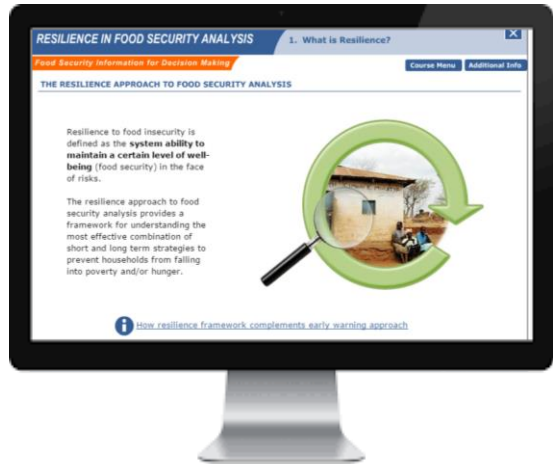 RESILIENCE IN FOOD SECURITY ANALYSIS
1. What is Resilience?
X
Food Security Information for Decision Making
Course Menu
Additional Info
THE RESILIENCE APPROACH TO FOOD SECURITY ANALYSIS
Resilience to food insecurity is
defined as the system ability to
maintain a certain level of well-
being (food security) in the face
of risks.
The resilience approach to food
security analysis provides a
framework for understanding the
most effective combination of
short and long term strategies to
prevent households from falling
into poverty and/or hunger.
i
How resilience framework complements early warning approach